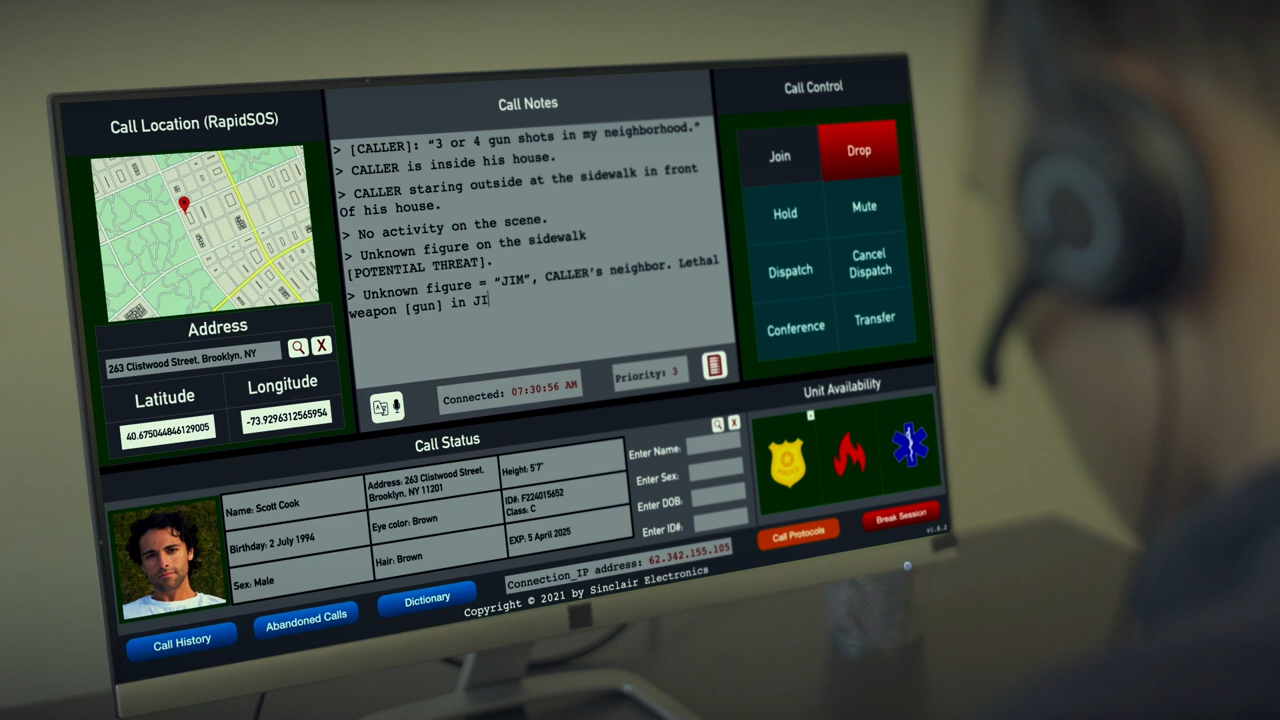 Call Location (RapidSOS)
Address
263 Clistwood Street, Brooklyn, NY
X
Latitude
Longitude
40.675044846129005
-73.9296312565954
Call Notes
> [CALLER]: “3 or 4 gun shots in my neighborhood.”
> CALLER is inside his house.
> CALLER staring outside at the sidewalk in front
Of his house.
> No activity on the scene.
> Unknown figure on the sidewalk
[POTENTIAL THREAT].
> Unknown figure = “JIM”, CALLER’s neighbor. Lethal
weapon [gun] in JI
Connected: 07:30:56 AM
Priority: 3
Call Control
Join
Drop
Hold
Mute
Dispatch
Cancel
Dispatch
Conference
Transfer
Call Status
Name: Scott Cook
Birthday: 2 July 1994
Sex: Male
Address: 263 Clistwood Street,
Brooklyn, NY 11201
Eye color: Brown
Hair: Brown
Height: 5'7"
ID#: F224015652
Class: C
EXP: 5 April 2025
X
Enter Name:
Enter Sex:
Enter DOB:
Enter ID#:
Unit Availability
POLICE
Call Protocols
Break Session
v1.0.2
Connection_IP address: 62.342.155.105
Copyright © 2021 by Sinclair Electronics
Call History
Abandoned Calls
Dictionary